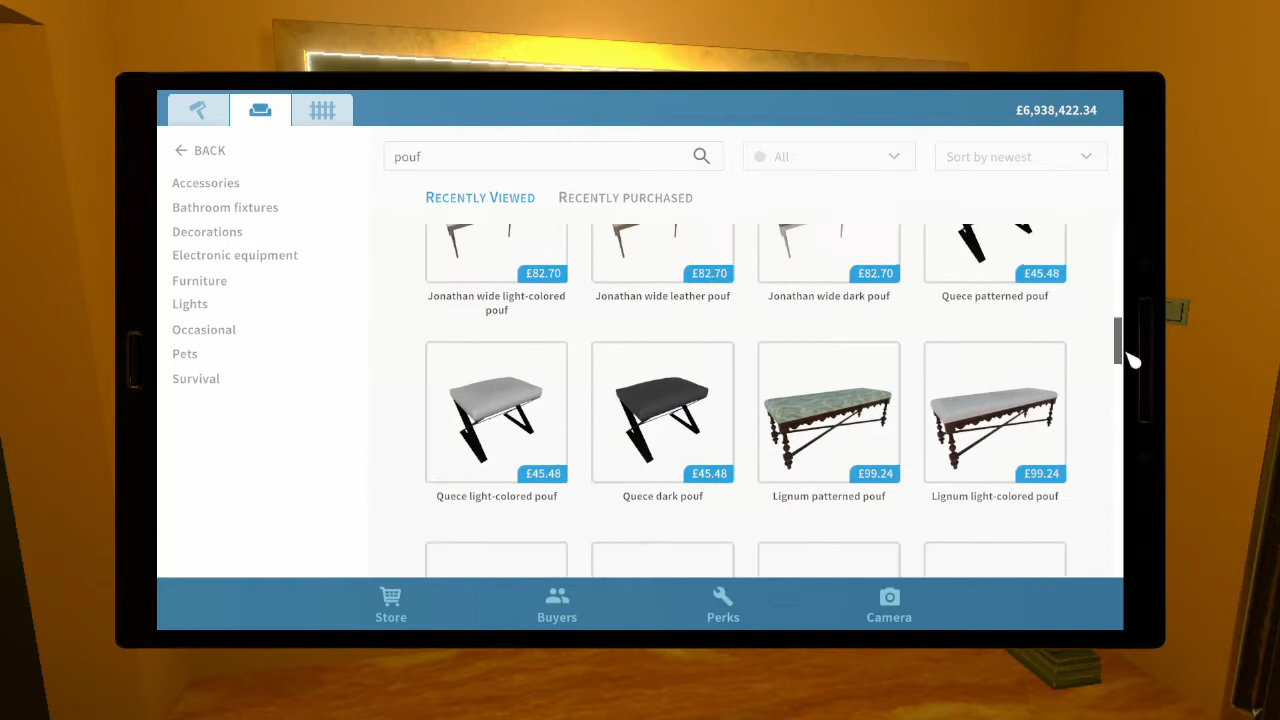 £6,938,422.34
BACK
pouf
All
Sort by newest
RECENTLY VIEWED
RECENTLY PURCHASED
Accessories
Bathroom fixtures
Decorations
Electronic equipment
Furniture
Lights
Occasional
Pets
Survival
£82.70
£82.70
£82.70
£45.48
Jonathan wide light-colored
pouf
Jonathan wide leather pouf
Jonathan wide dark pouf
Quece patterned pouf
£45.48
£45.48
£99.24
£99.24
Quece light-colored pouf
Quece dark pouf
Lignum patterned pouf
Lignum light-colored pouf
Store
Buyers
Perks
Camera